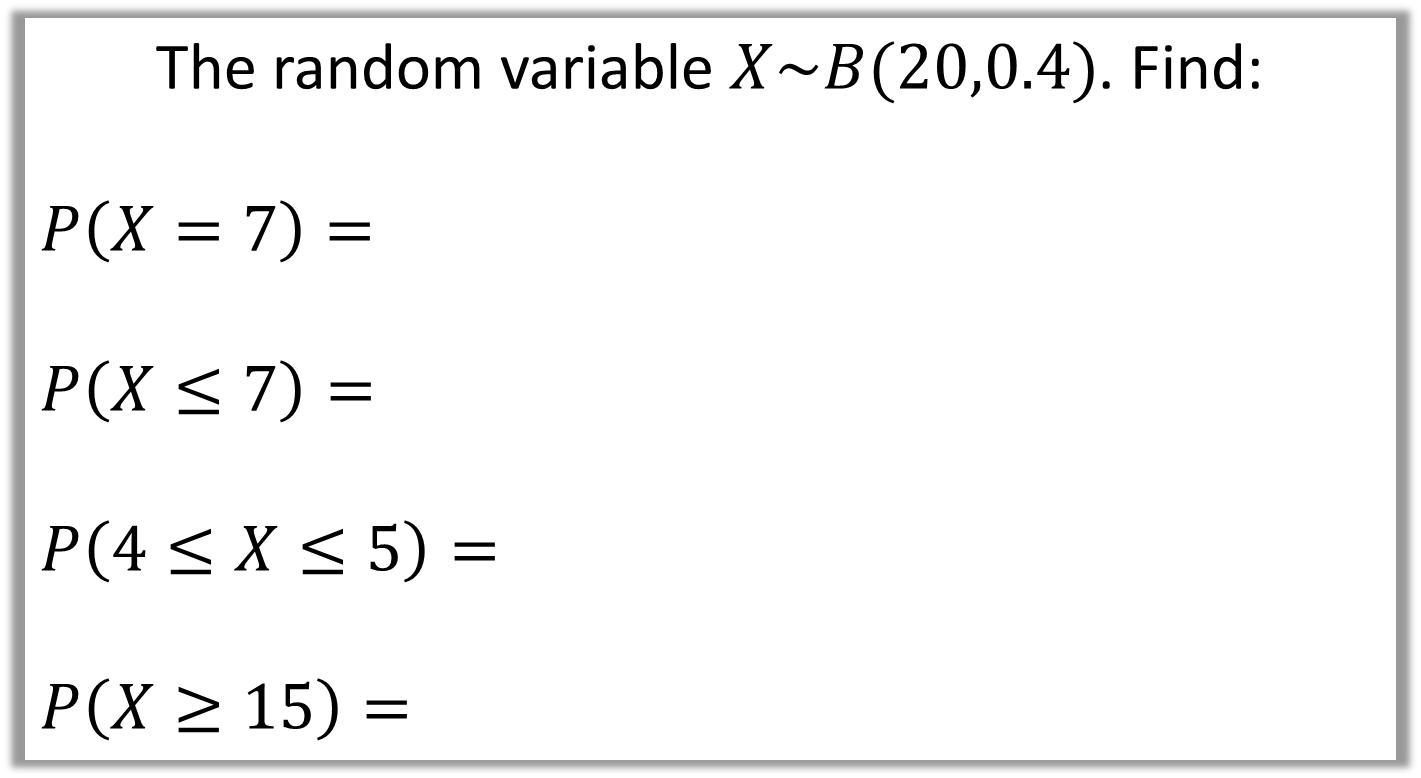 The random variable X~B(20,0.4). Find:
P(X = 7) =
P(X ≤ 7) =
P(4 ≤ X ≤ 5) =
P(X ≥ 15) =